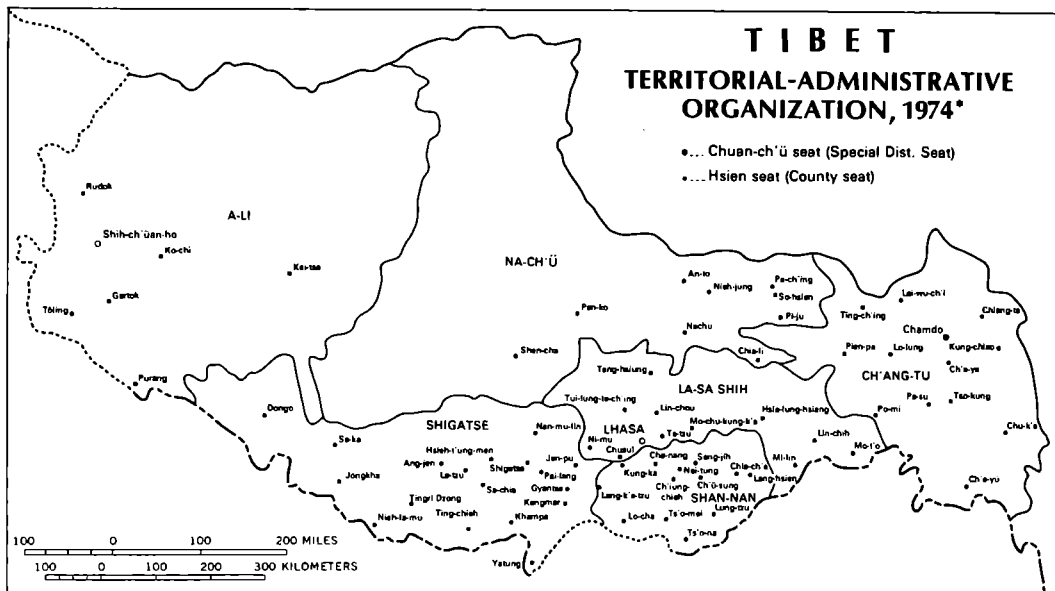 TIBET
TERRITORIAL-ADMINISTRATIVE
ORGANIZATION, 1974*
•... Chuan-ch'ü seat (Special Dist. Seat)
•... Hsien seat (County seat)
Rudok
A-LI
Shih-ch'üan-ho
Ko-chi
Kai-tse
Gartok
Töling
Purang
NA-CH'Ü
An-to
Nieh-jung
Pa-ch'ing
So-hsien
Pi-ju
Pan-ko
Nachu
Shen-cha
Chia-li
Lei-wu-ch'i
Ting-ch'ing
Chiang-ta
Chamdo
Pien-pa
Lo-lung
Kung-chiao
Ch'a-ya
CH'ANG-TU
Pa-su
Tso-kung
Po-mi
Chu-k'a
Ch'a-yu
Tang-hsiung
LA-SA SHIH
Tui-lung-te-ch'ing
Lin-chou
Hsia-lung-hsiang
Mo-chu-kung-k'a
LHASA
Ta-tzu
Lin-chih
Mo-t'o
Ni-mu
Chusul
Mi-lin
Dongo
Sa-ka
SHIGATSE
Nan-mu-lin
Hsieh-t'ung-men
Ang-jen
Shigatse
Jen-pu
La-tzu
Pai-lang
Jongkha
Sa-chia
Gyantse
Tingri Dzong
Kangmar
Nieh-la-mu
Ting-chieh
Khampa
Yatung
Cha-nang
Sang-jih
Kung-ka
Nei-tung
Chia-ch'a
Ch'iung-chieh
Ch'ü-sung
Lang-hsien
Lang-k'a-tzu
SHAN-NAN
Lo-cha
Ts'o-mei
Lung-tzu
Ts'o-na
100 0 100 200 MILES
100 0 100 200 300 KILOMETERS